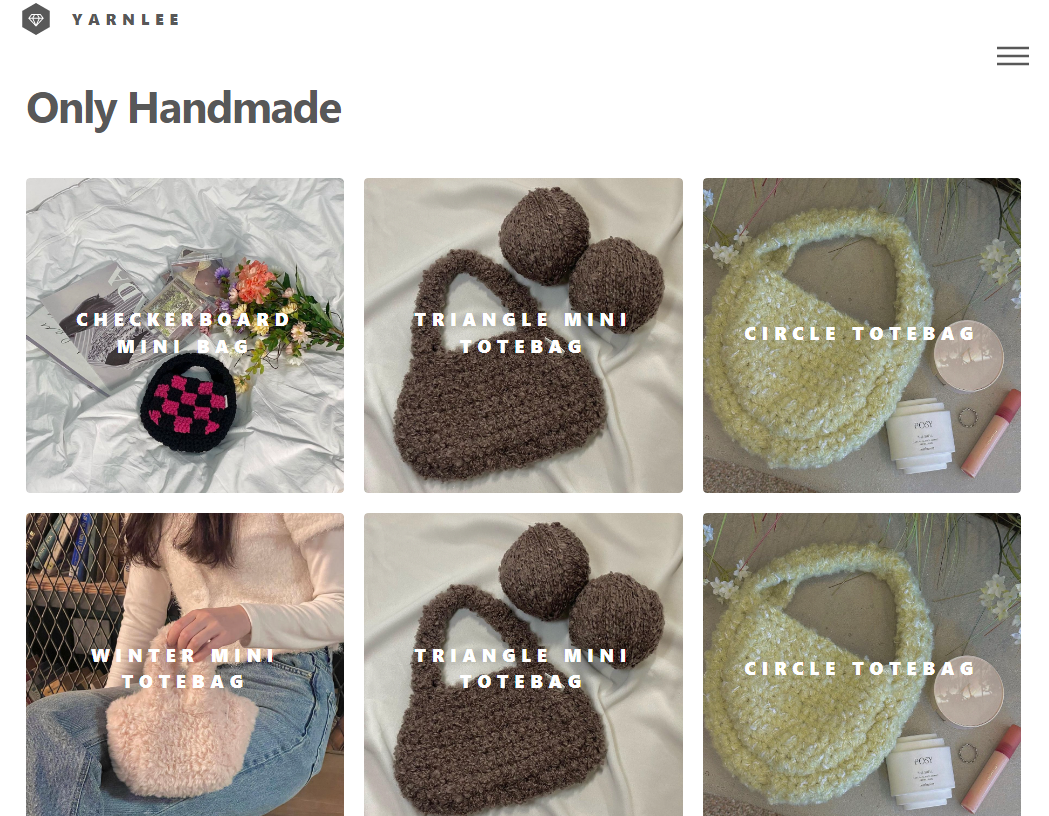 YARNLEE
Only Handmade
CHECKERBOARD
MINI BAG
TRIANGLE MINI
TOTEBAG
CIRCLE TOTEBAG
POSY
WINTER MINI
TOTEBAG
TRIANGLE MINI
TOTEBAG
CIRCLE TOTEBAG
POSY